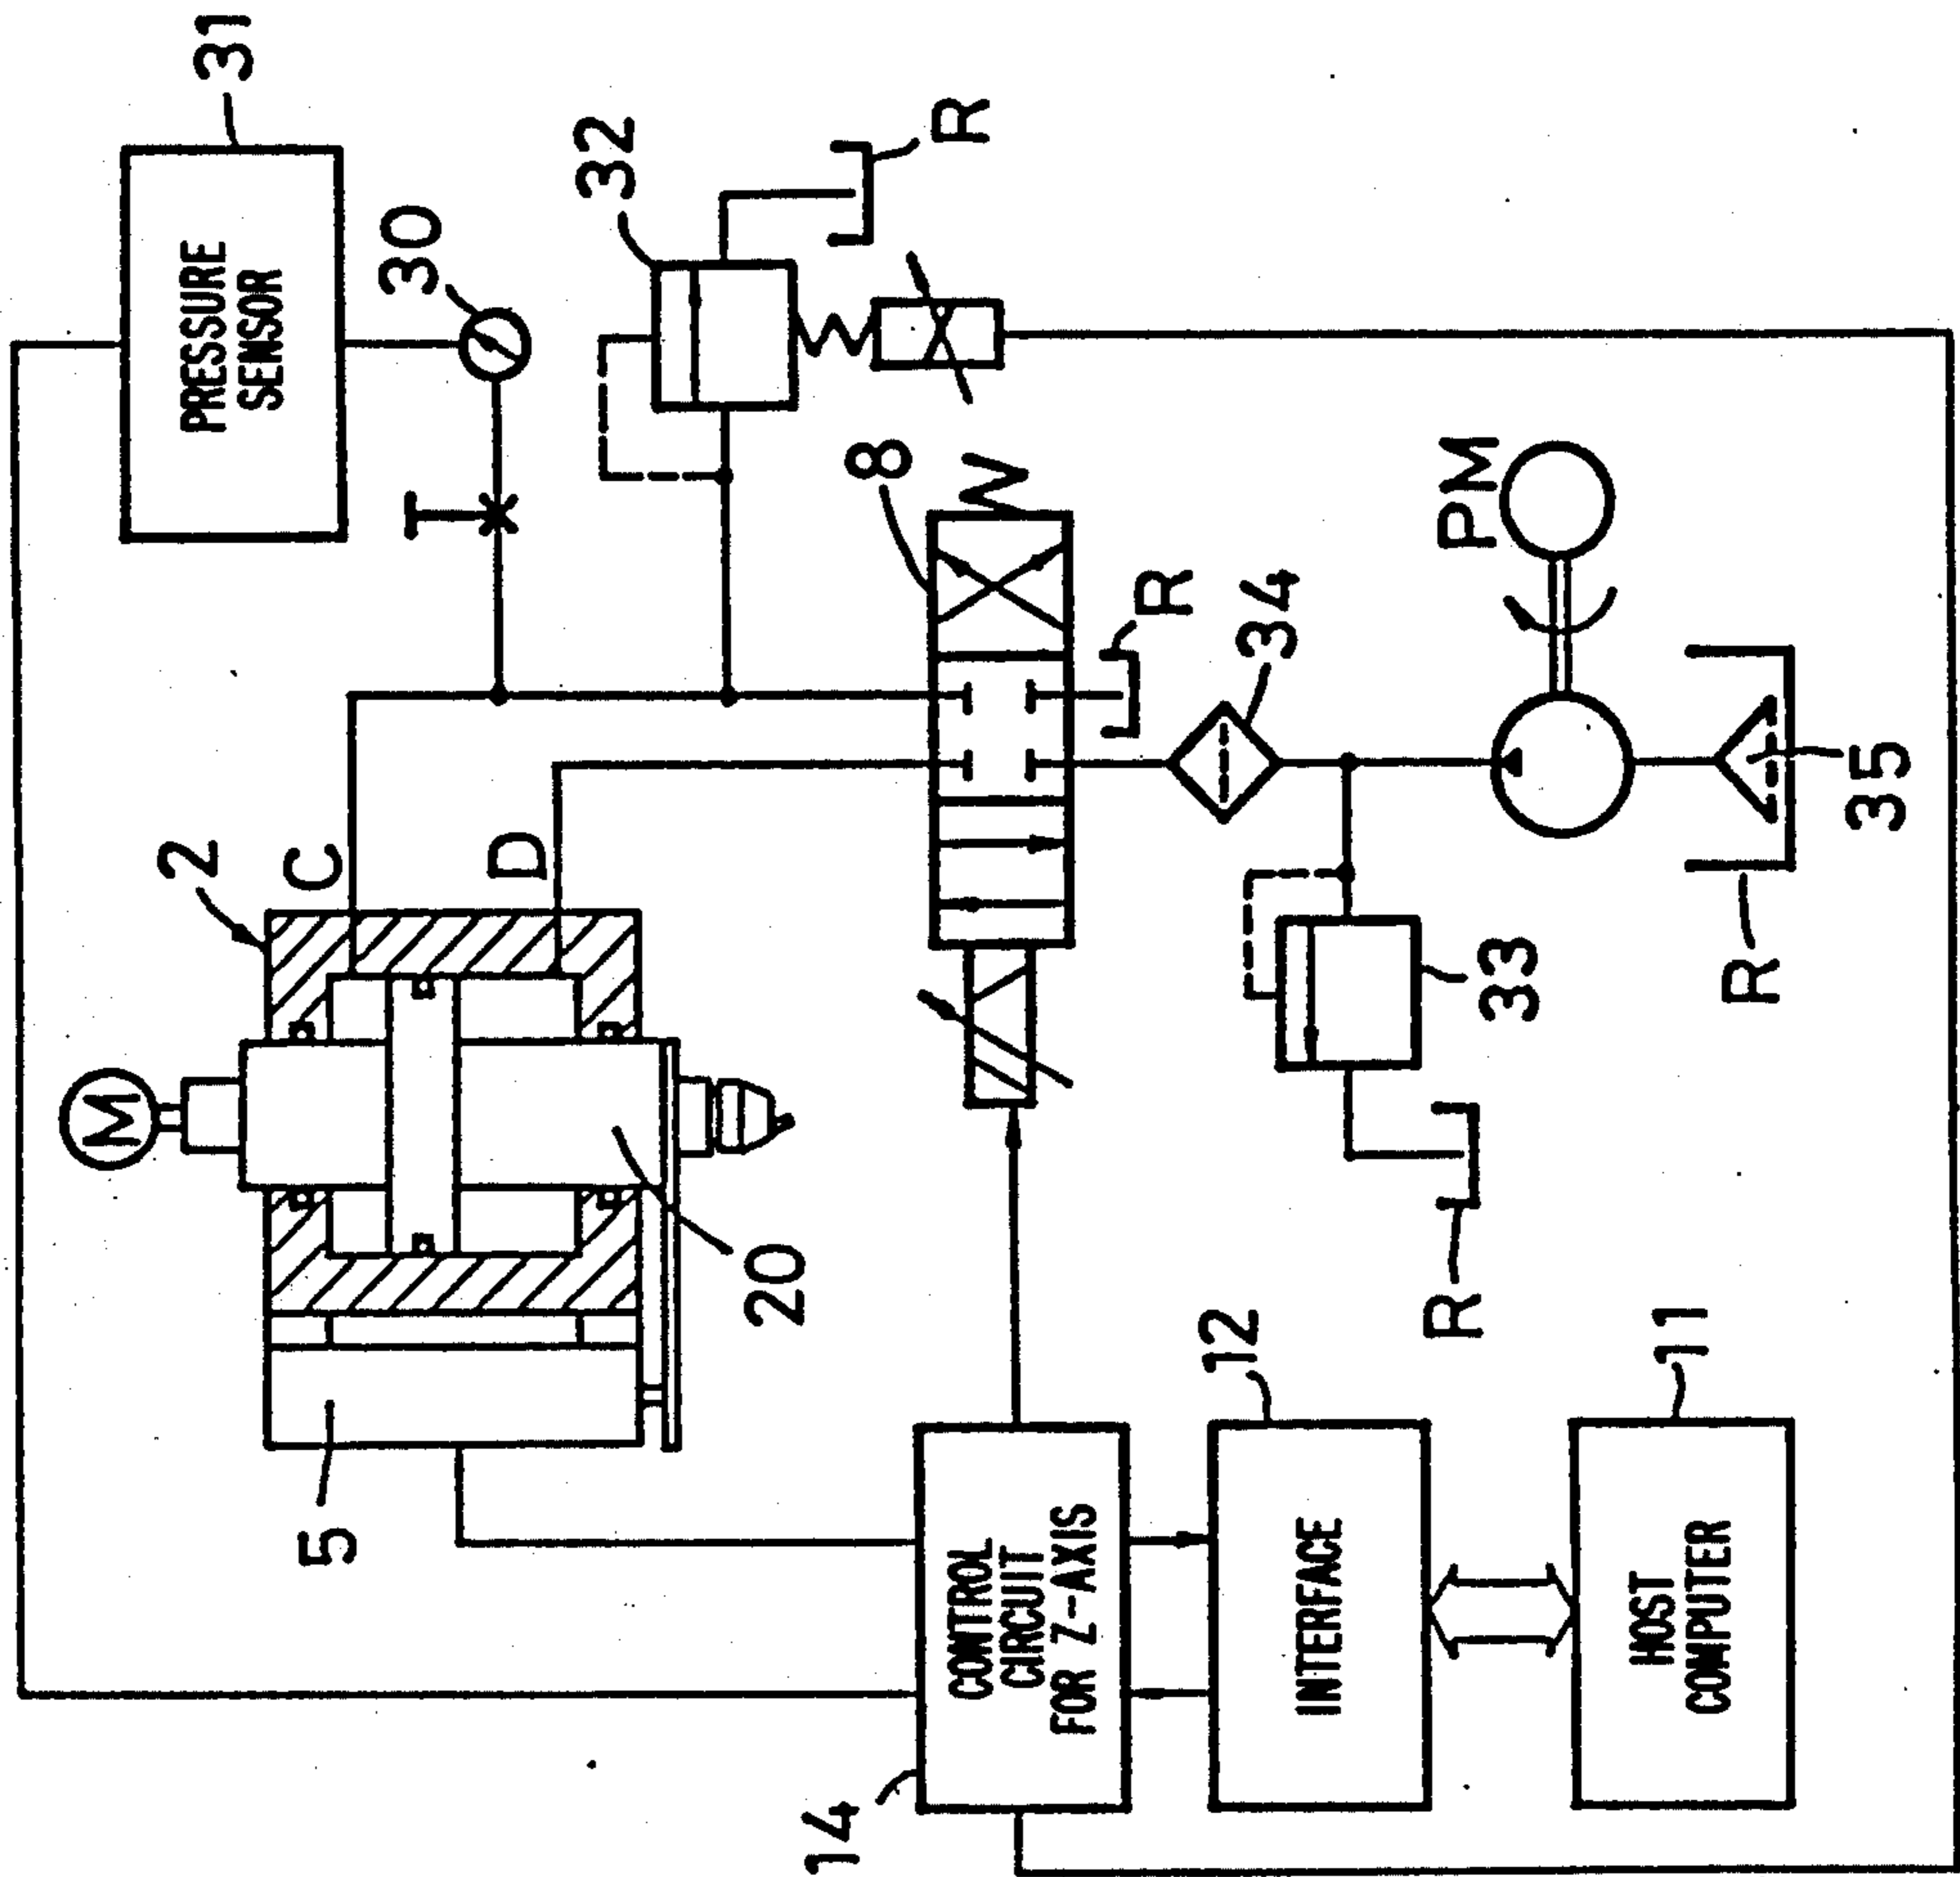 31
PRESSURE
SENSOR
30
32
R
T
8
R
PM
34
35
R
33
R
2
C
D
M
20
5
CONTROL
CIRCUIT
FOR Z-AXIS
14
INTERFACE
12
HOST
COMPUTER
11